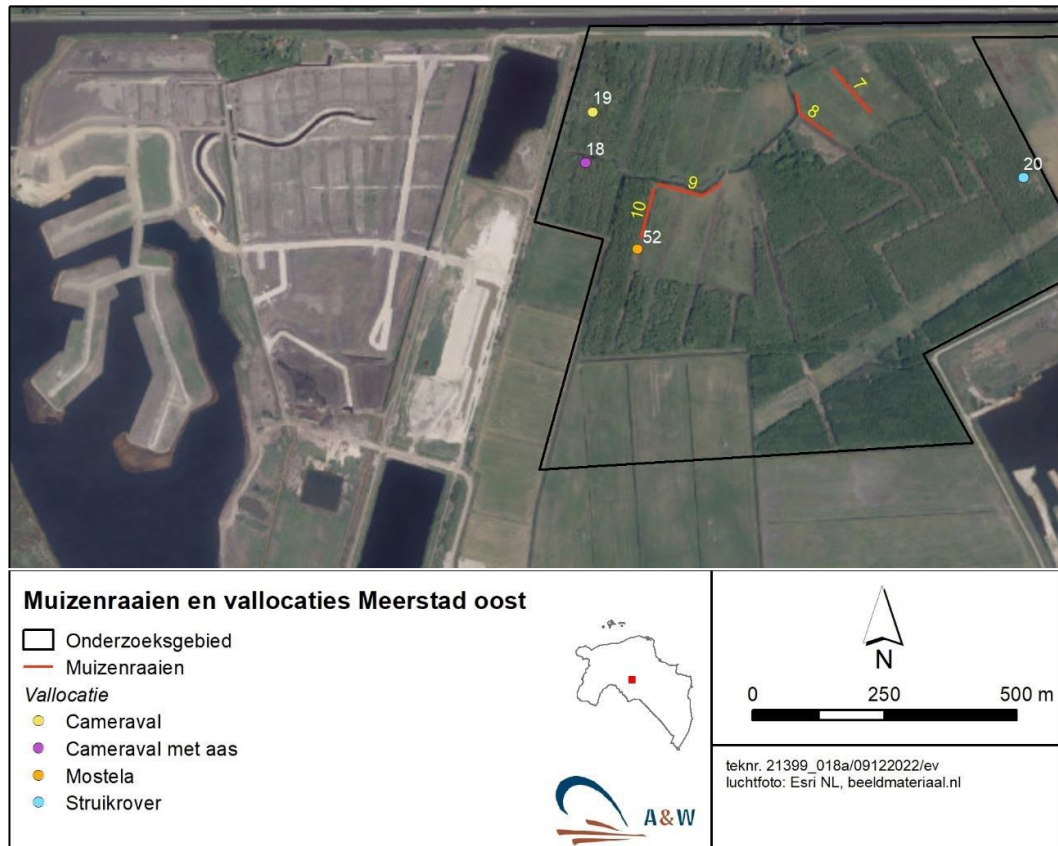 19
18
20
52
7
8
9
10
Muizenraaien en vallocaties Meerstad oost
Onderzoeksgebied
Muizenraaien
Vallocatie
Cameraval
Cameraval met aas
Mostela
Struikrover
A&W
N
0 250 500 m
teknr. 21399_018a/09122022/ev
luchtfoto: Esri NL, beeldmateriaal.nl